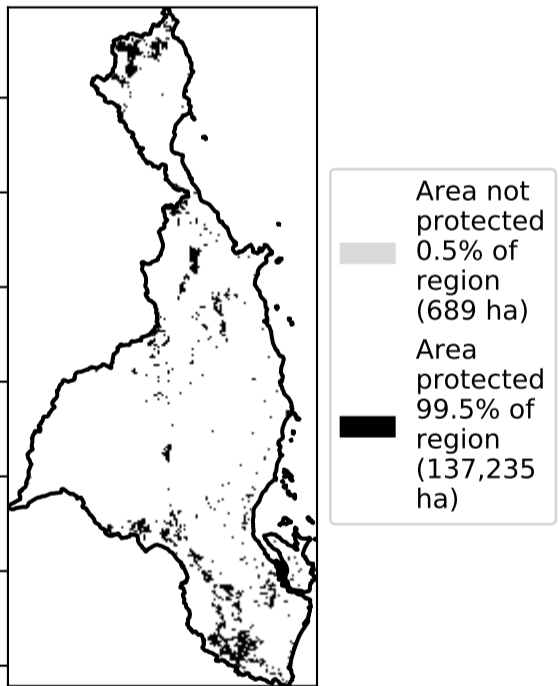 Area not
protected
0.5% of
region
(689 ha)
Area
protected
99.5% of
region
(137,235
ha)